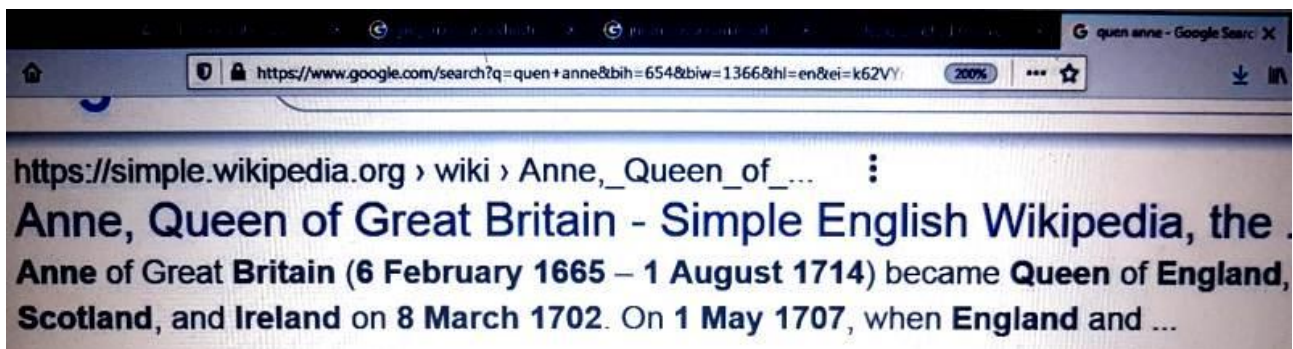 quen anne - Google Searc
https://www.google.com/search?q=quen+anne&bih=654&biw=1366&hl=en&ei=k62VY
200%
https://simple.wikipedia.org › wiki › Anne,_Queen_of_...
Anne, Queen of Great Britain - Simple English Wikipedia, the .
Anne of Great Britain (6 February 1665 – 1 August 1714) became Queen of England,
Scotland, and Ireland on 8 March 1702. On 1 May 1707, when England and ...